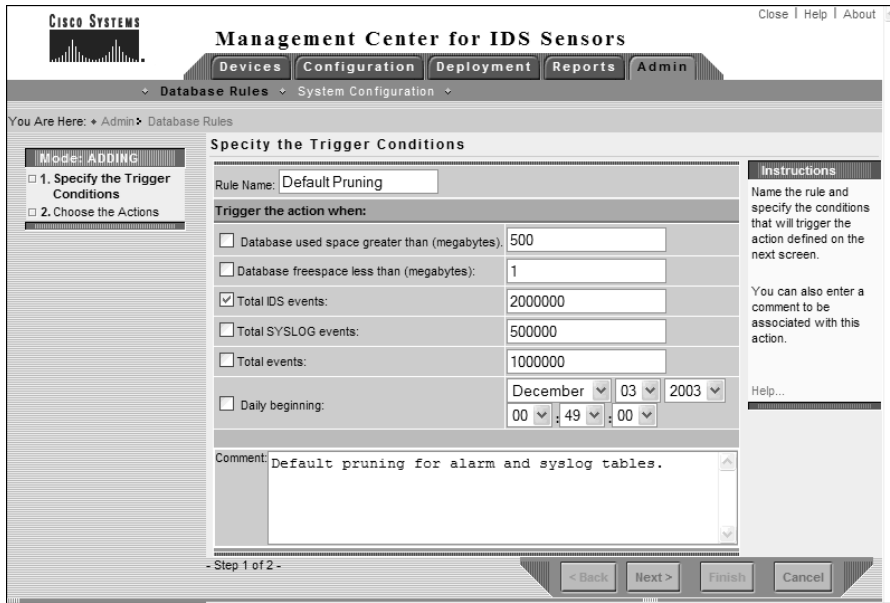 Close | Help | About
CISCO SYSTEMS
Management Center for IDS Sensors
Devices Configuration Deployment Reports Admin
Database Rules System Configuration
You Are Here: Admin Database Rules
Mode: ADDING
1. Specify the Trigger Conditions
2. Choose the Actions
Specify the Trigger Conditions
Rule Name: Default Pruning
Trigger the action when:
Database used space greater than (megabytes). 500
Database freespace less than (megabytes): 1
Total IDS events: 2000000
Total SYSLOG events: 500000
Total events: 1000000
Daily beginning: December 03 2003
00 : 49 : 00
Comment: Default pruning for alarm and syslog tables.
- Step 1 of 2 -
< Back Next > Finish Cancel
Instructions
Name the rule and
specify the conditions
that will trigger the
action defined on the
next screen.
You can also enter a
comment to be
associated with this
action.
Help...